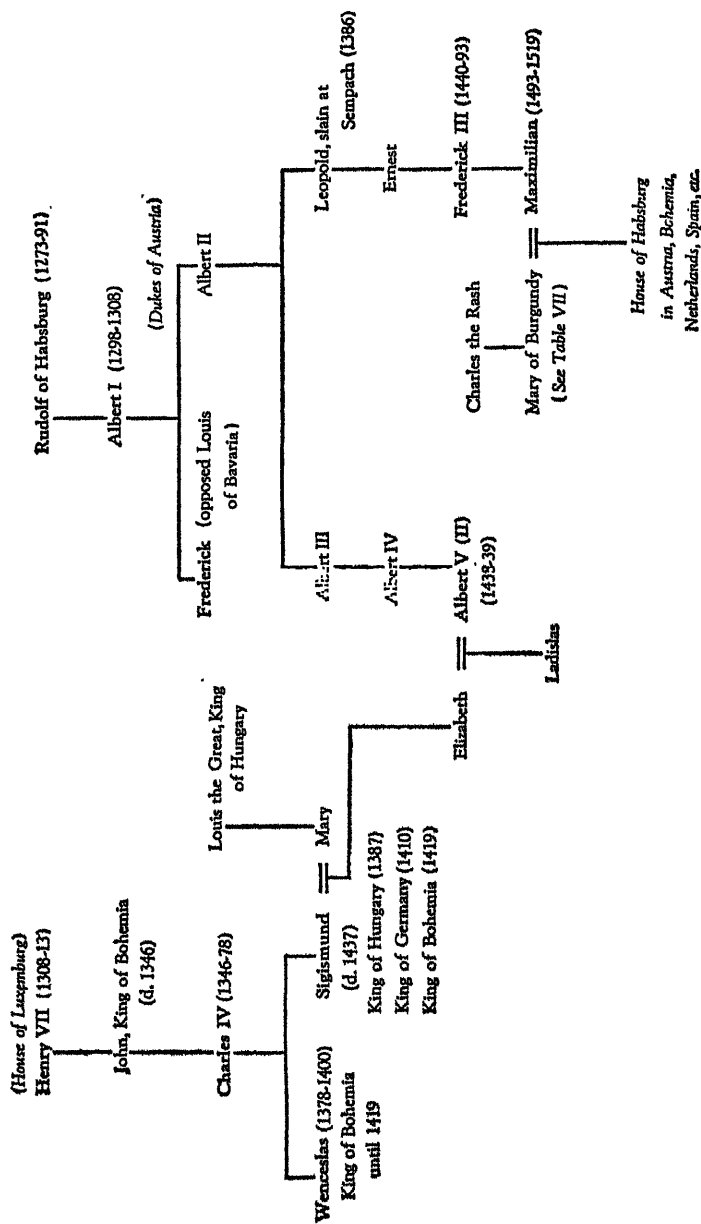 (House of Luxemburg)
Henry VII (1308-13)
John, King of Bohemia
(d. 1346)
Charles IV (1346-78)
Wenceslas (1378-1400)
King of Bohemia
until 1419
Sigismund
(d. 1437)
King of Hungary (1387)
King of Germany (1410)
King of Bohemia (1419)
Louis the Great, King
of Hungary
Mary
Elizabeth
Rudolf of Habsburg (1273-91)
Albert I (1298-1308)
Frederick (opposed Louis
of Bavaria)
(Dukes of Austria)
Albert II
Albert III
Albert IV
Albert V (II)
(1438-39)
Ladislas
Leopold, slain at
Sempach (1386)
Ernest
Frederick III (1440-93)
Charles the Rash
Mary of Burgundy
(See Table VII)
Maximilian (1493-1519)
House of Habsburg
in Austria, Bohemia,
Netherlands, Spain, etc.